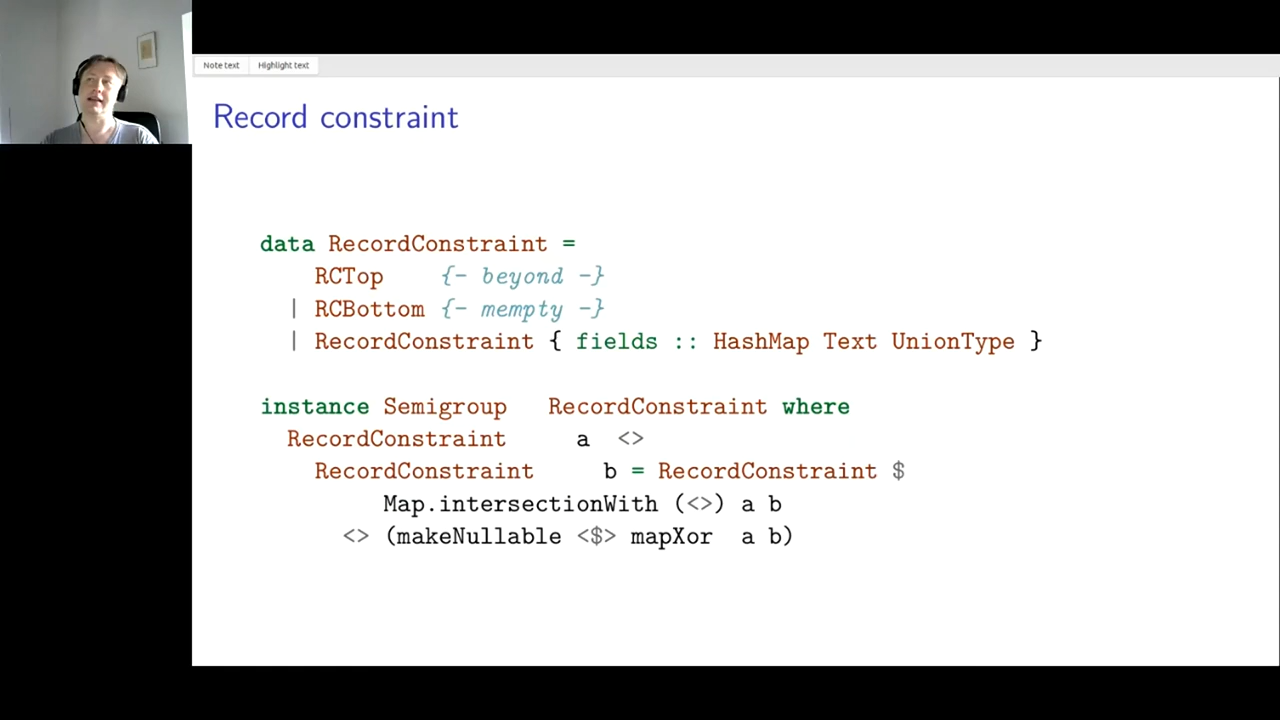 Note text Highlight text
Record constraint
data RecordConstraint =
RCTop {- beyond -}
| RCBottom {- mempty -}
| RecordConstraint { fields :: HashMap Text UnionType }
instance Semigroup RecordConstraint where
RecordConstraint a <>
RecordConstraint b = RecordConstraint $
Map.intersectionWith (<>) a b
<> (makeNullable <$> mapXor a b)